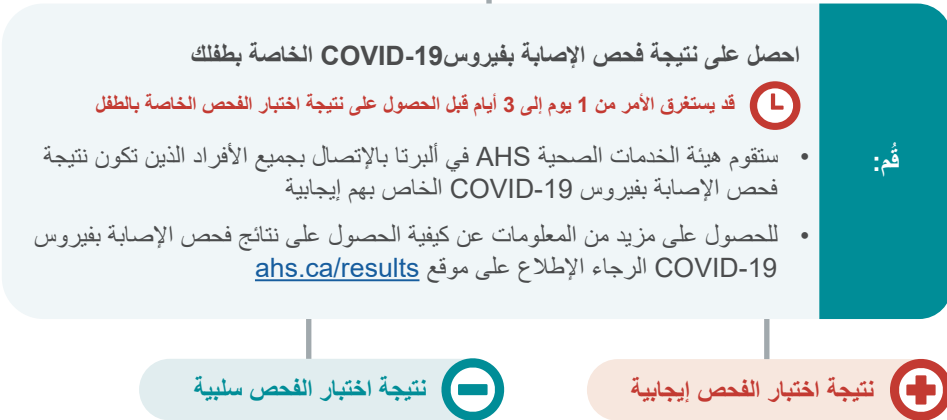 قُم:
احصل على نتيجة فحص الإصابة بفيروسCOVID-19 الخاصة بطفلك
قد يستغرق الأمر من 1 يوم إلى 3 أيام قبل الحصول على نتيجة اختبار الفحص الخاصة بالطفل
• ستقوم هيئة الخدمات الصحية AHS في ألبرتا بالإتصال بجميع الأفراد الذين تكون نتيجة
فحص الإصابة بفيروس COVID-19 الخاص بهم إيجابية
• للحصول على مزيد من المعلومات عن كيفية الحصول على نتائج فحص الإصابة بفيروس
COVID-19 الرجاء الإطلاع على موقع ahs.ca/results
نتيجة اختبار الفحص إيجابية
نتيجة اختبار الفحص سلبية